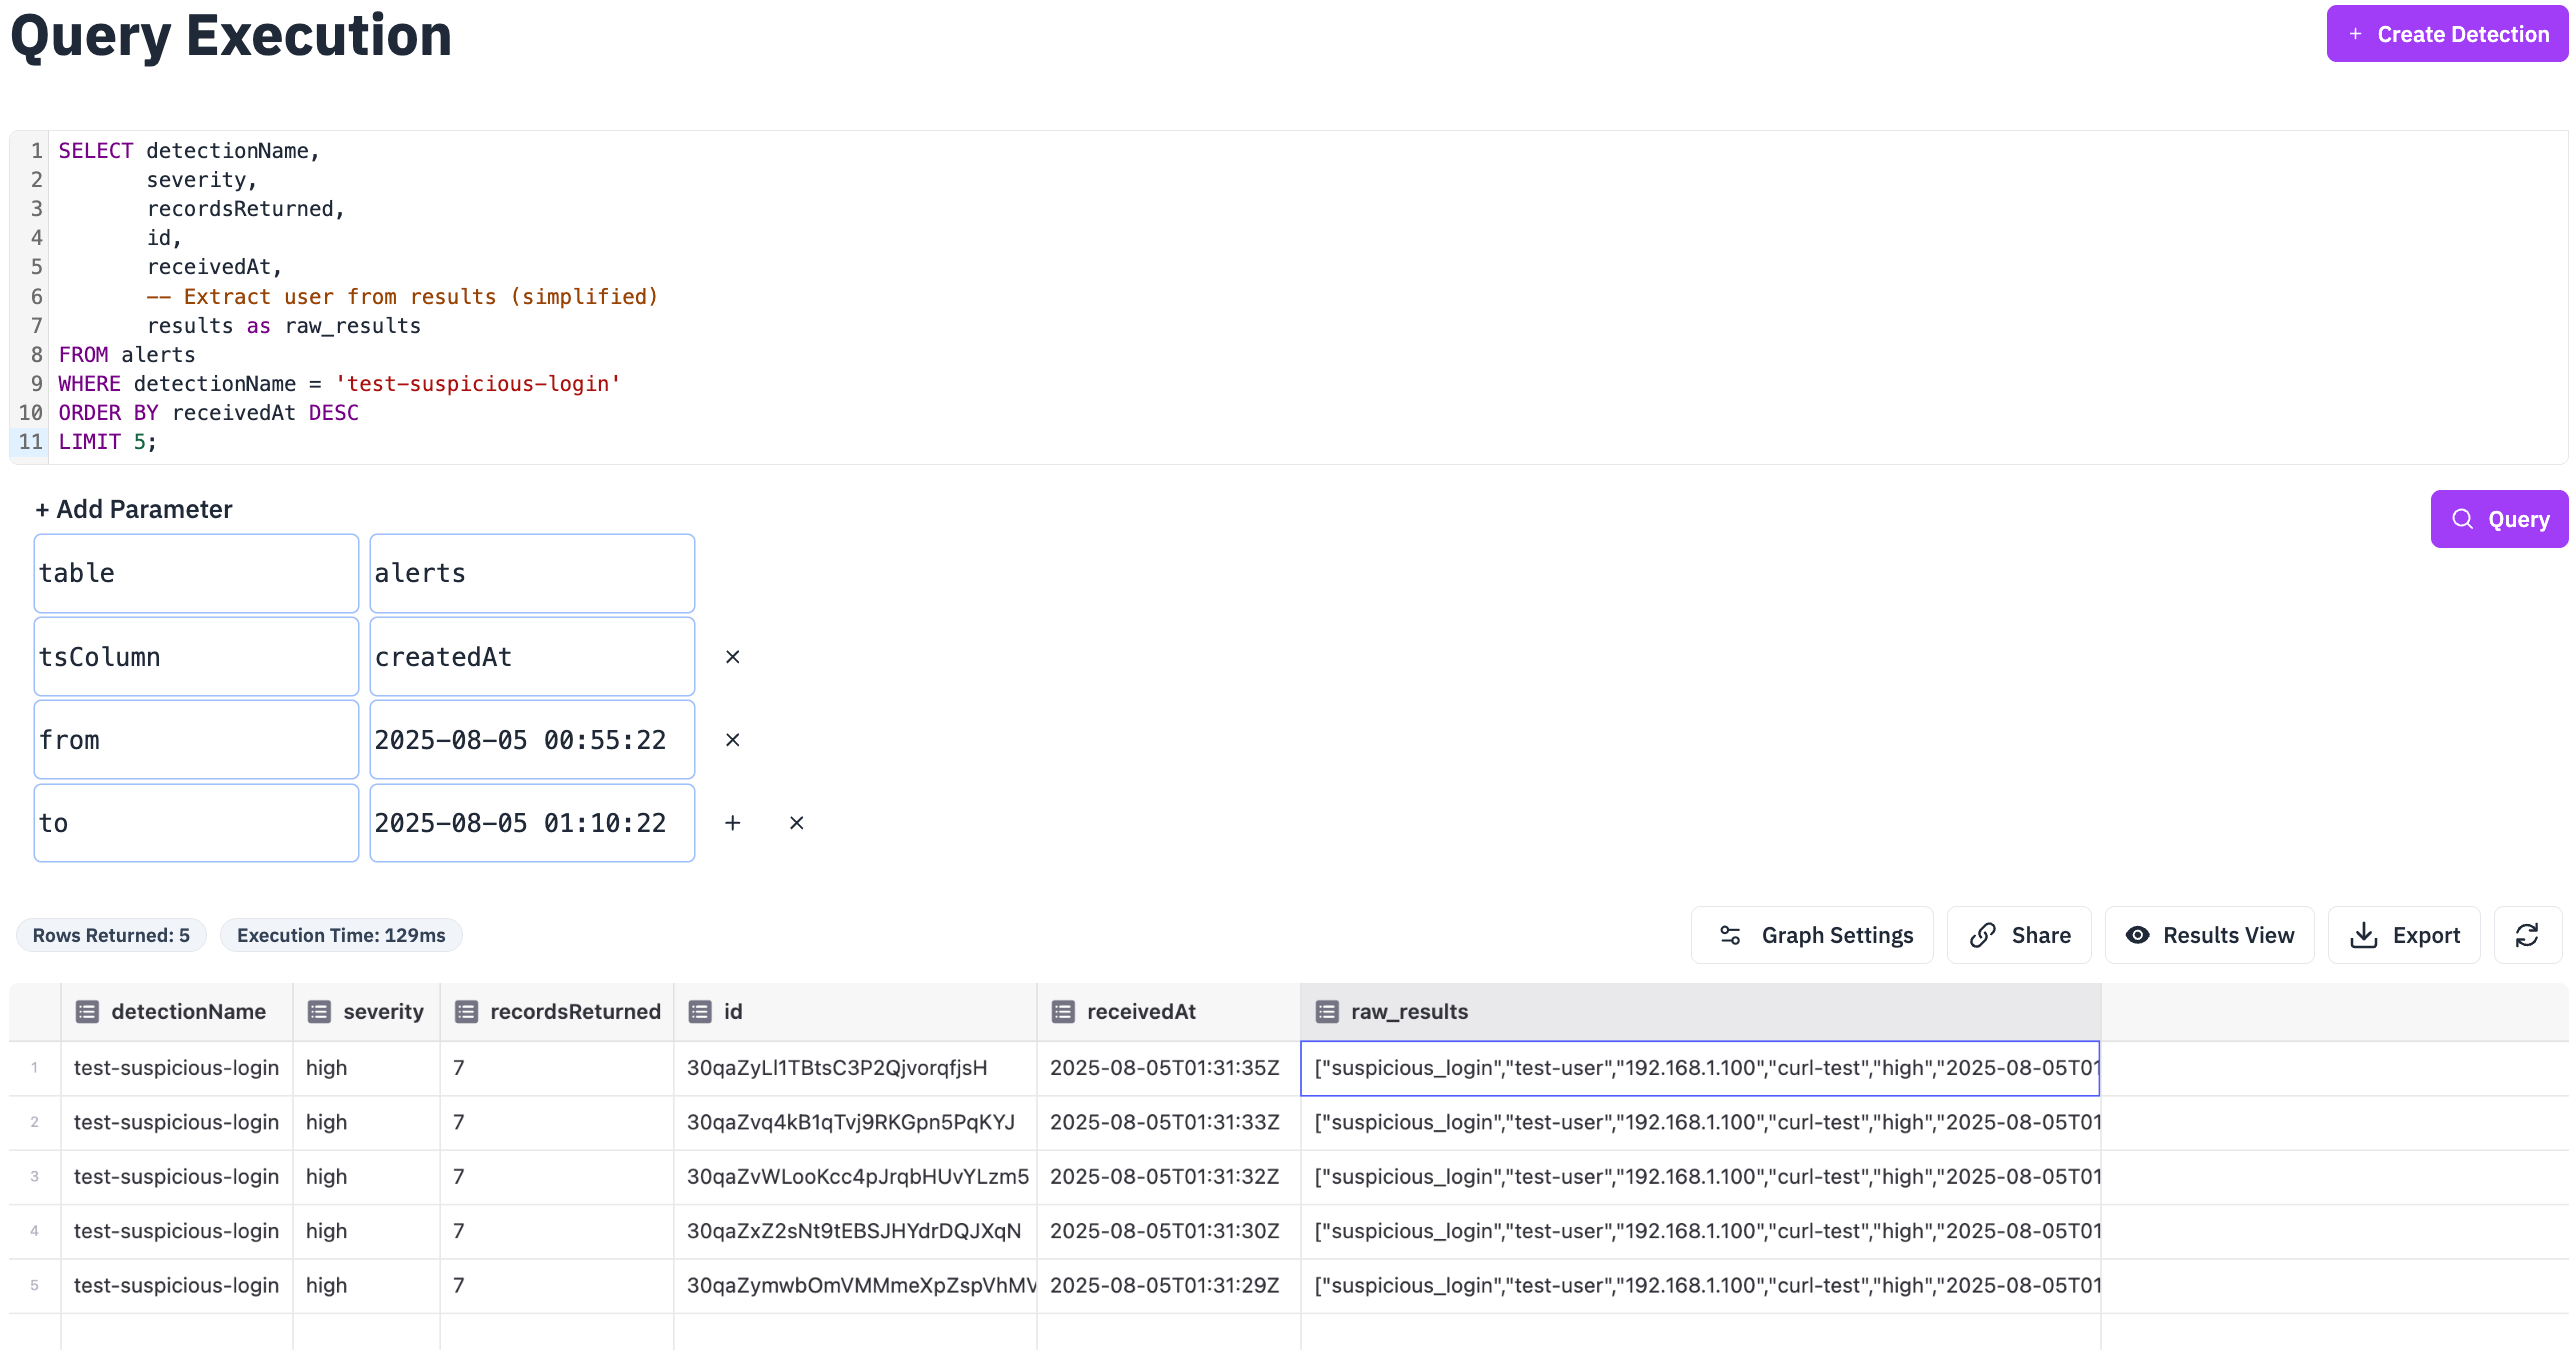 Query Execution
+ Create Detection
1 SELECT detectionName,
2 severity,
3 recordsReturned,
4 id,
5 receivedAt,
6 -- Extract user from results (simplified)
7 results as raw_results
8 FROM alerts
9 WHERE detectionName = 'test-suspicious-login'
10 ORDER BY receivedAt DESC
11 LIMIT 5;
+ Add Parameter
Query
table alerts
tsColumn createdAt ×
from 2025-08-05 00:55:22 ×
to 2025-08-05 01:10:22 + ×
Rows Returned: 5 Execution Time: 129ms Graph Settings Share Results View Export
detectionName severity recordsReturned id receivedAt raw_results
1 test-suspicious-login high 7 30qaZyLl1TBtsC3P2QjvorqfjsH 2025-08-05T01:31:35Z ["suspicious_login","test-user","192.168.1.100","curl-test","high","2025-08-05T01
2 test-suspicious-login high 7 30qaZvq4kB1qTvj9RKGpn5PqKYJ 2025-08-05T01:31:33Z ["suspicious_login","test-user","192.168.1.100","curl-test","high","2025-08-05T01
3 test-suspicious-login high 7 30qaZvWLooKcc4pJrqbHUvYLzm5 2025-08-05T01:31:32Z ["suspicious_login","test-user","192.168.1.100","curl-test","high","2025-08-05T01
4 test-suspicious-login high 7 30qaZxZ2sNt9tEBSJHYdrDQJXqN 2025-08-05T01:31:30Z ["suspicious_login","test-user","192.168.1.100","curl-test","high","2025-08-05T01
5 test-suspicious-login high 7 30qaZymwbOmVMMmeXpZspVhMV 2025-08-05T01:31:29Z ["suspicious_login","test-user","192.168.1.100","curl-test","high","2025-08-05T01